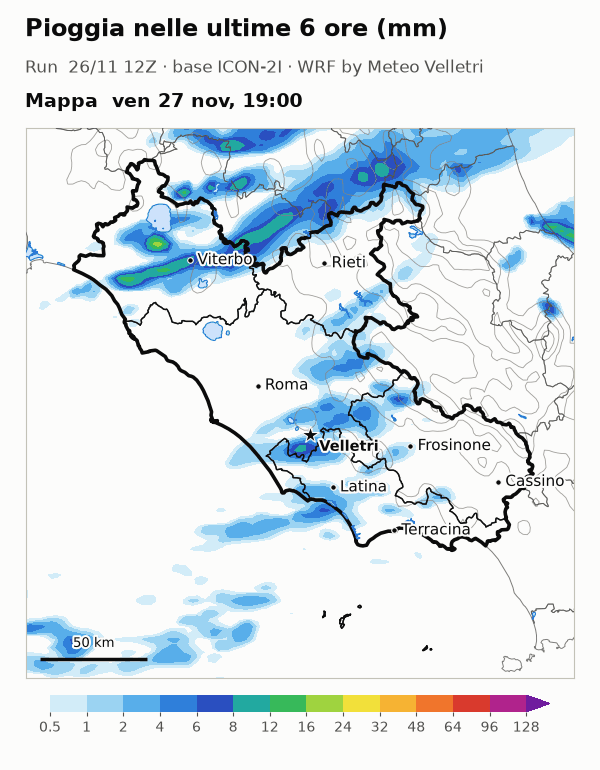 Pioggia nelle ultime 6 ore (mm)
Run 26/11 12Z · base ICON-2I · WRF by Meteo Velletri
Mappa ven 27 nov, 19:00
Viterbo
Rieti
Roma
Velletri
Frosinone
Cassino
Latina
Terracina
50 km
0.5 1 2 4 6 8 12 16 24 32 48 64 96 128